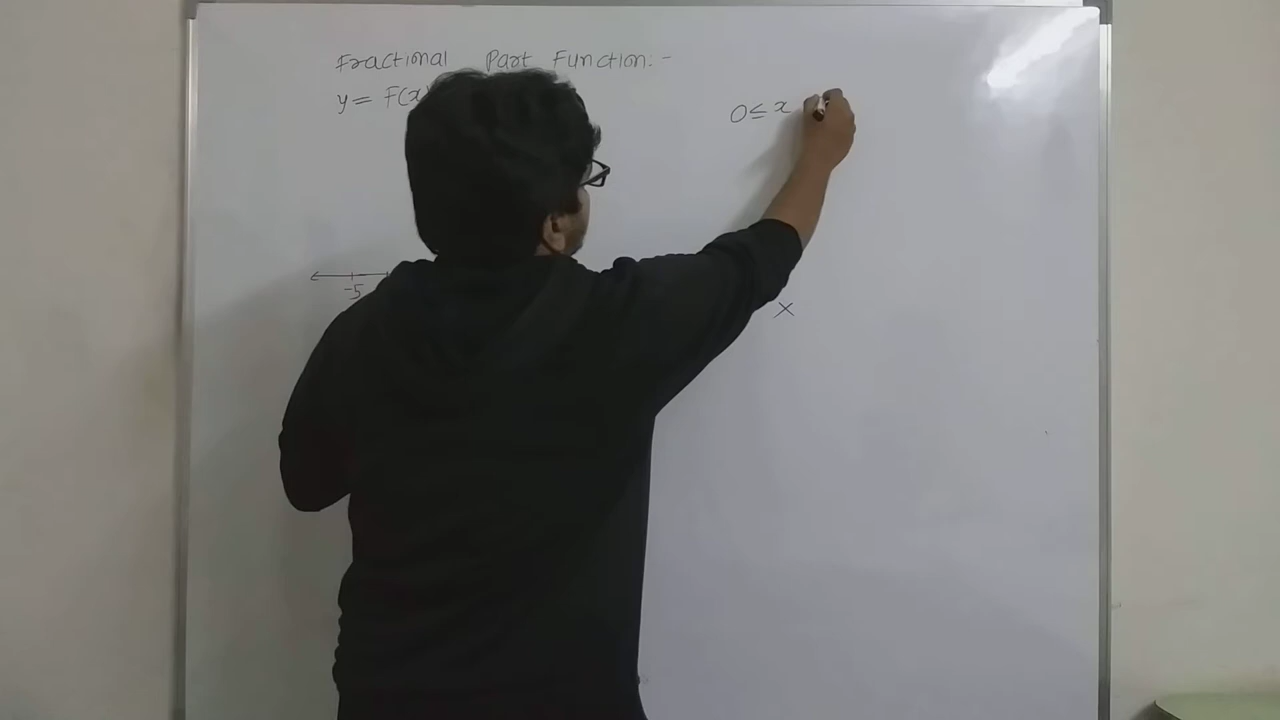 Fractional Part Function:-
y= F(x)
0≤x
-5
X